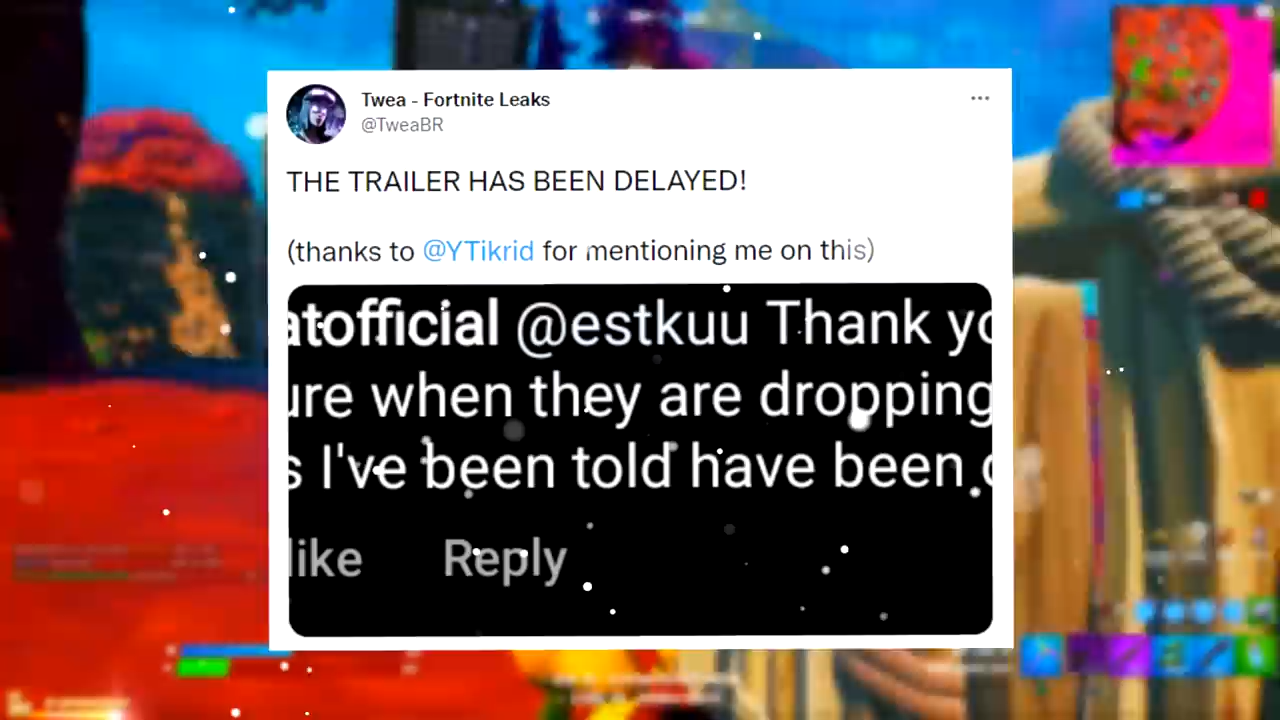 Twea - Fortnite Leaks
@TweaBR
THE TRAILER HAS BEEN DELAYED!
(thanks to @YTikrid for mentioning me on this)
atofficial @estkuu Thank yo
ure when they are dropping
s I've been told have been
like Reply